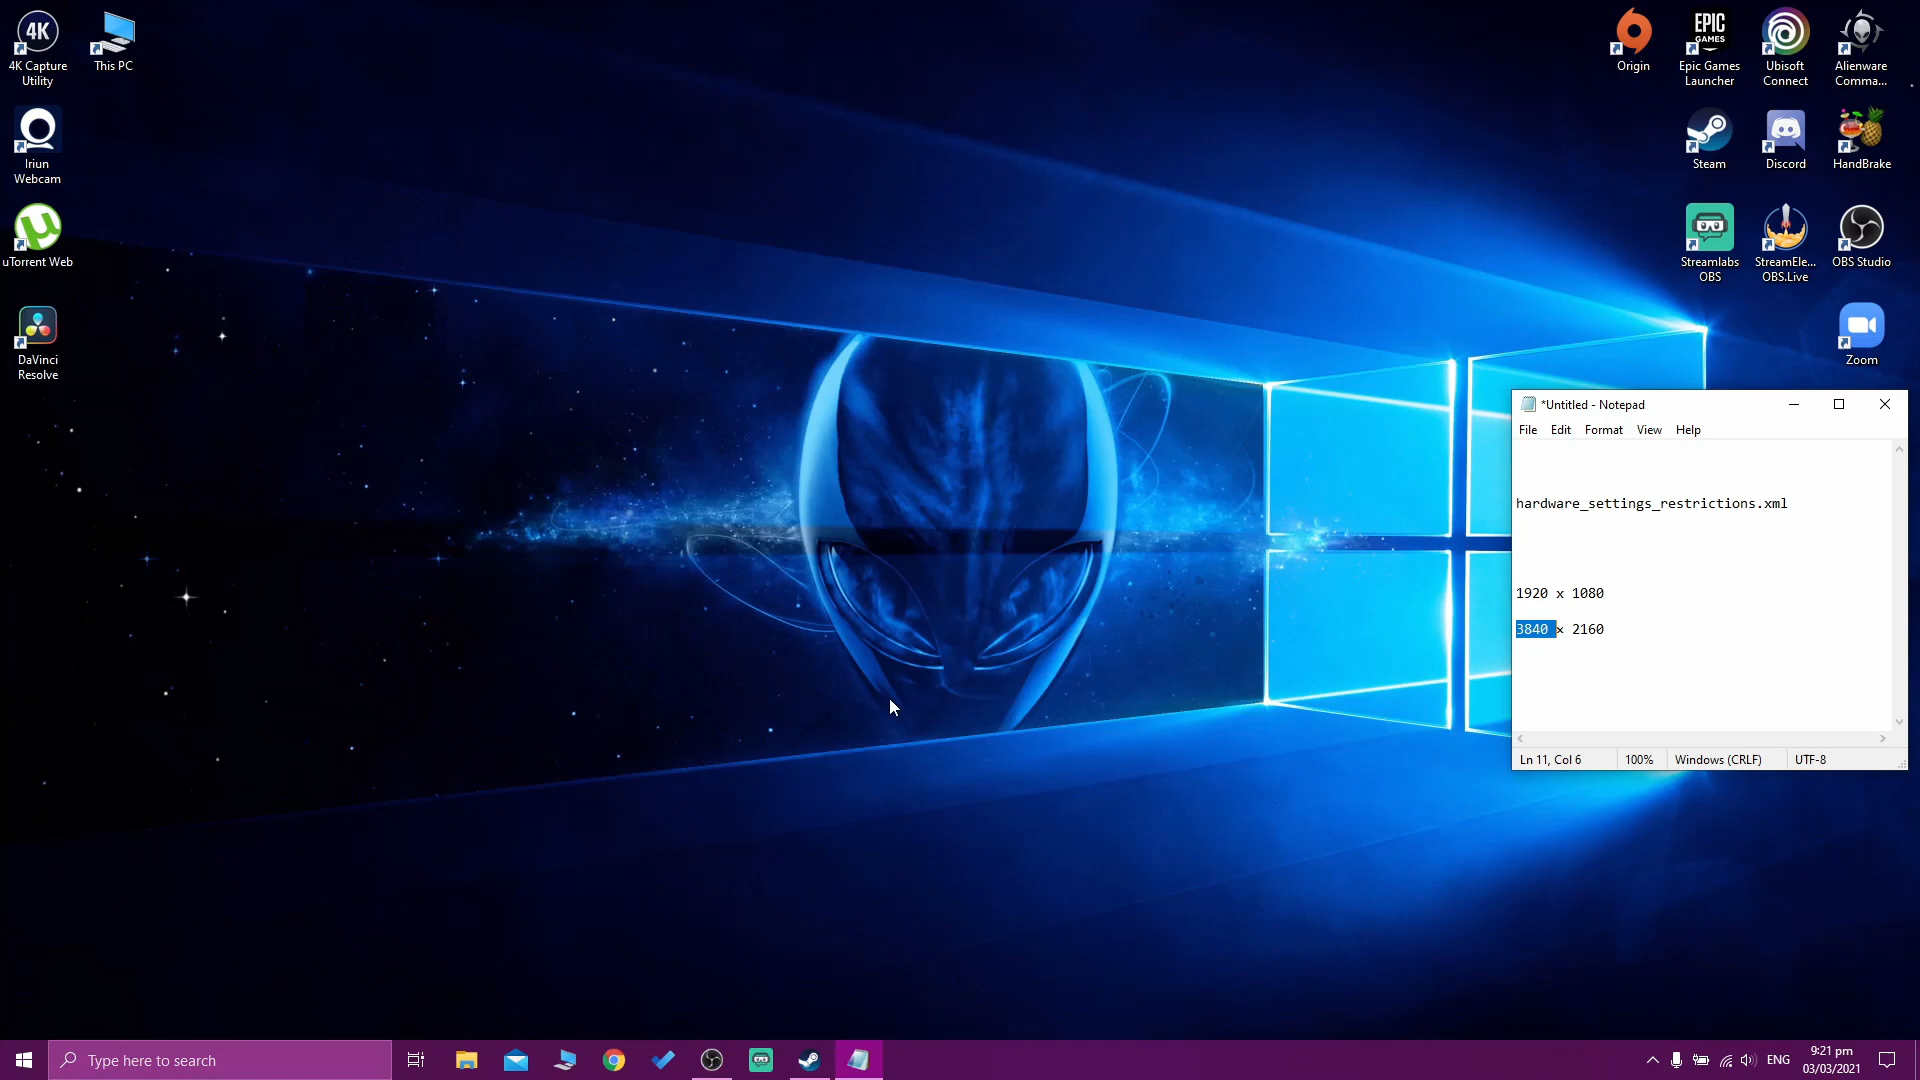 4K
4K Capture
Utility
This PC
Iriun
Webcam
uTorrent Web
DaVinci
Resolve
Origin
EPIC
GAMES
Epic Games
Launcher
Ubisoft
Connect
Alienware
Comma...
Steam
Discord
HandBrake
Streamlabs
OBS
StreamEle...
OBS.Live
OBS Studio
Zoom
*Untitled - Notepad
File Edit Format View Help
hardware_settings_restrictions.xml
1920 x 1080
3840 x 2160
Ln 11, Col 6 100% Windows (CRLF) UTF-8
Type here to search
ENG
9:21 pm
03/03/2021